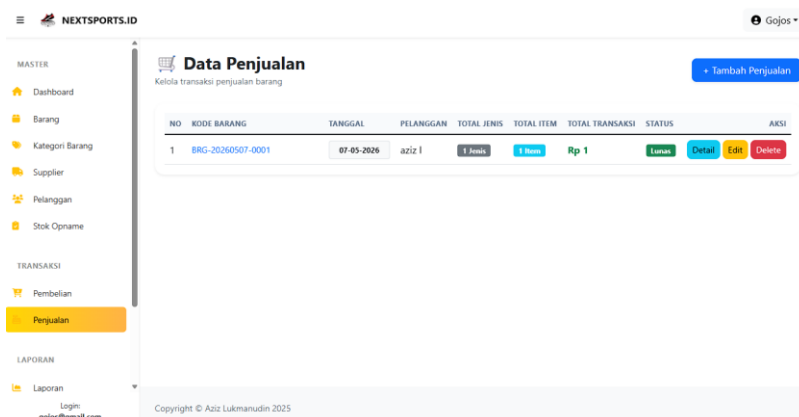 NEXTSPORTS.ID
Gojos
MASTER
Dashboard
Barang
Kategori Barang
Supplier
Pelanggan
Stok Opname
TRANSAKSI
Pembelian
Penjualan
LAPORAN
Laporan
Login:
gojos@gmail.com
Data Penjualan
Kelola transaksi penjualan barang
+ Tambah Penjualan
NO KODE BARANG TANGGAL PELANGGAN TOTAL JENIS TOTAL ITEM TOTAL TRANSAKSI STATUS AKSI
1 BRG-20260507-0001 07-05-2026 aziz l 1 Jenis 1 Item Rp 1 Lunas Detail Edit Delete
Copyright © Aziz Lukmanudin 2025